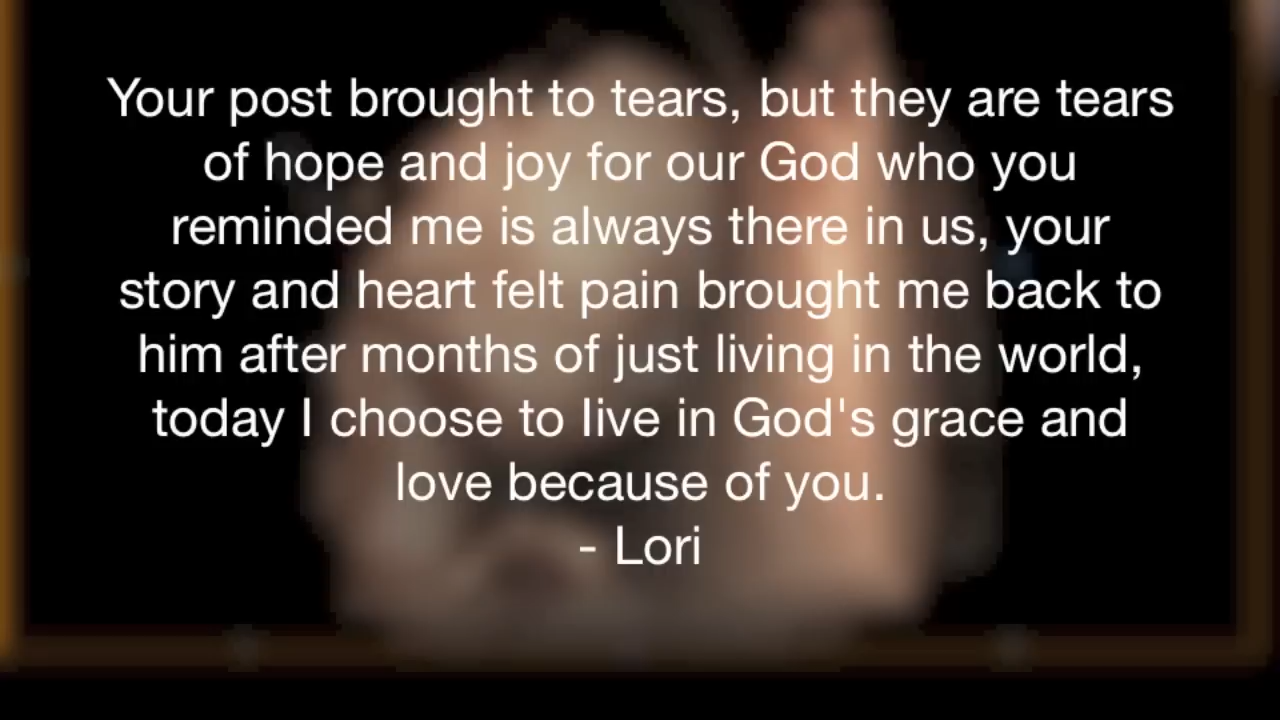 Your post brought to tears, but they are tears
of hope and joy for our God who you
reminded me is always there in us, your
story and heart felt pain brought me back to
him after months of just living in the world,
today I choose to live in God's grace and
love because of you.
- Lori